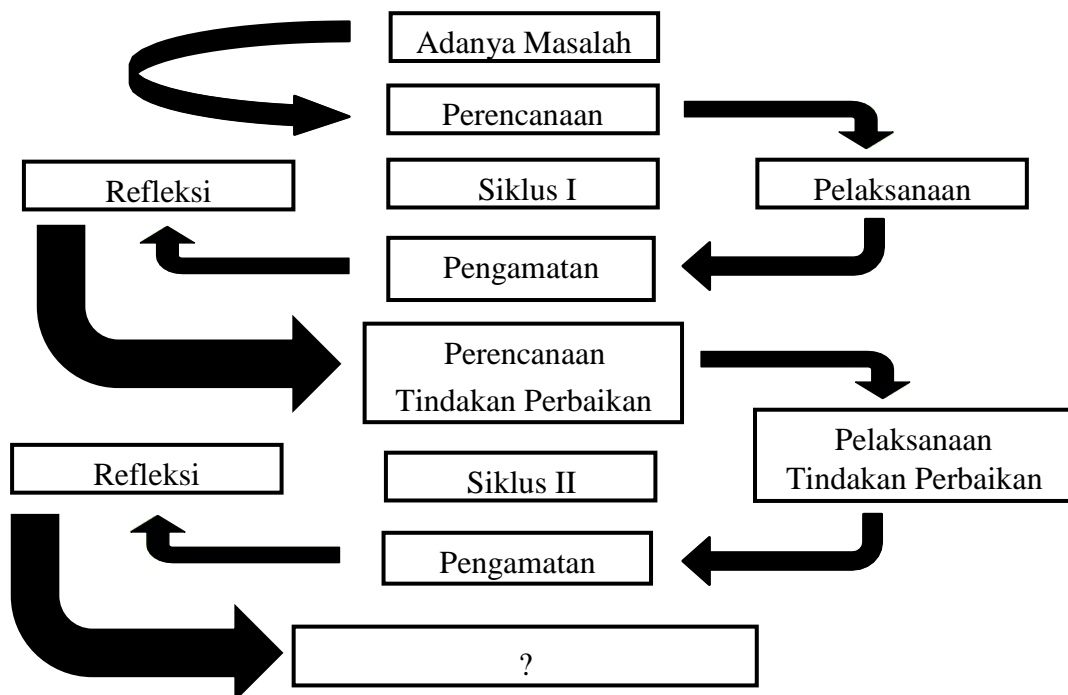 Adanya Masalah
Perencanaan
Refleksi
Siklus I
Pelaksanaan
Pengamatan
Perencanaan
Tindakan Perbaikan
Pelaksanaan
Tindakan Perbaikan
Refleksi
Siklus II
Pengamatan
?